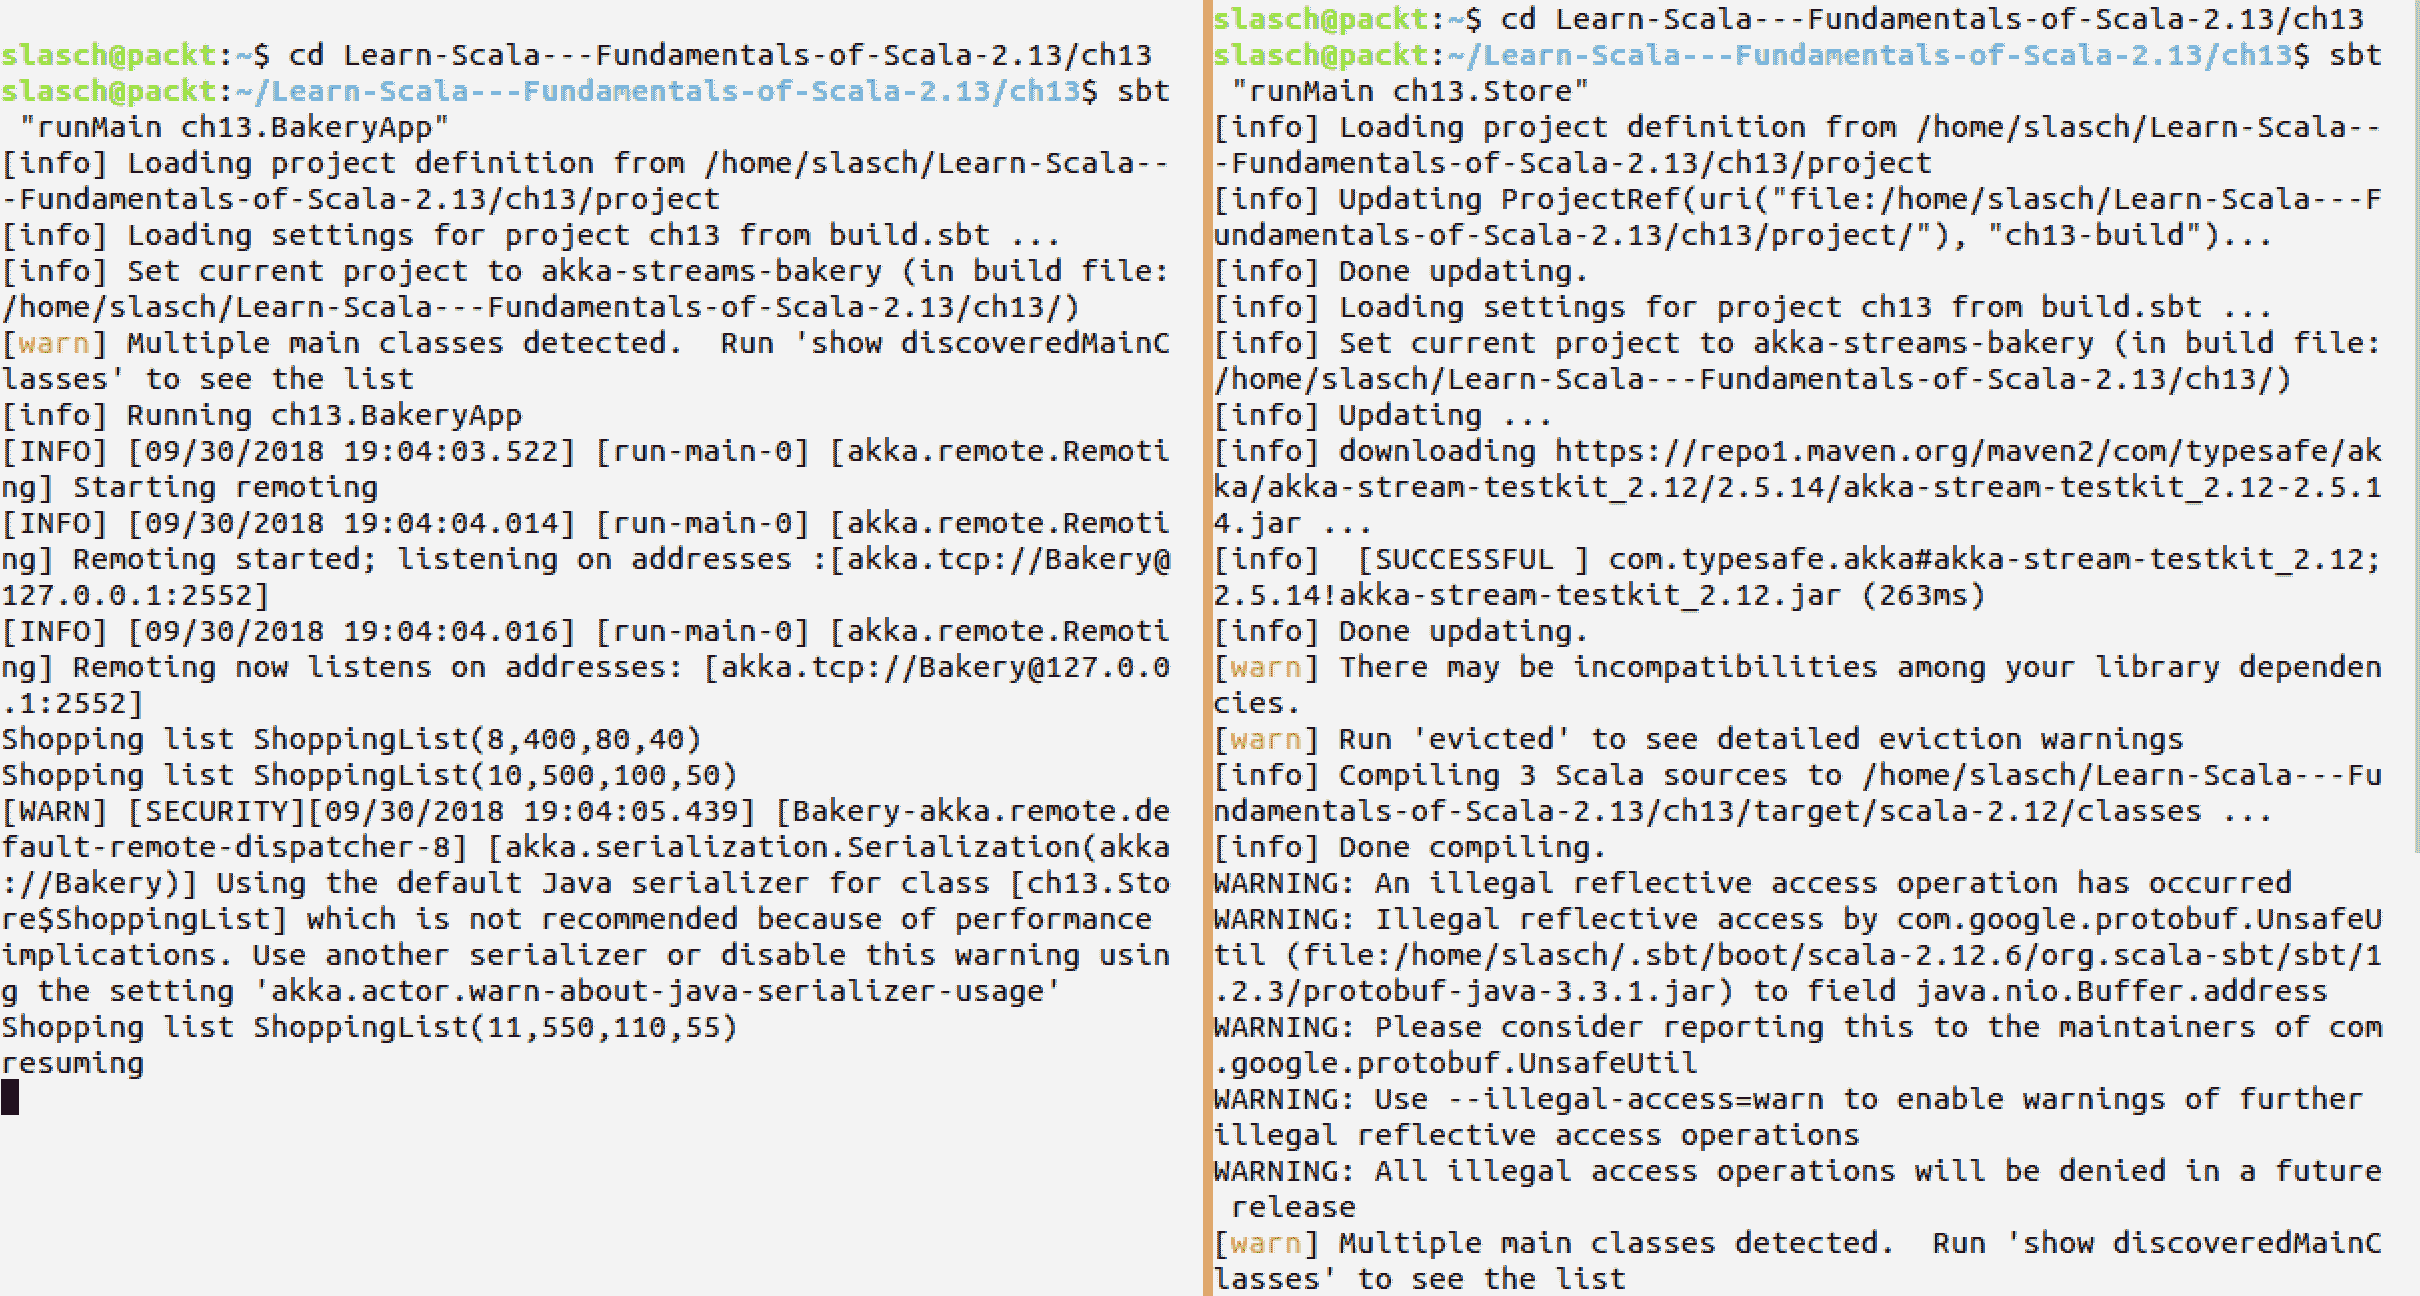 slasch@packt:~$ cd Learn-Scala---Fundamentals-of-Scala-2.13/ch13
slasch@packt:~/Learn-Scala---Fundamentals-of-Scala-2.13/ch13$ sbt
 "runMain ch13.BakeryApp"
[info] Loading project definition from /home/slasch/Learn-Scala--
-Fundamentals-of-Scala-2.13/ch13/project
[info] Loading settings for project ch13 from build.sbt ...
[info] Set current project to akka-streams-bakery (in build file:
/home/slasch/Learn-Scala---Fundamentals-of-Scala-2.13/ch13/)
[warn] Multiple main classes detected.  Run 'show discoveredMainC
lasses' to see the list
[info] Running ch13.BakeryApp
[INFO] [09/30/2018 19:04:03.522] [run-main-0] [akka.remote.Remoti
ng] Starting remoting
[INFO] [09/30/2018 19:04:04.014] [run-main-0] [akka.remote.Remoti
ng] Remoting started; listening on addresses :[akka.tcp://Bakery@
127.0.0.1:2552]
[INFO] [09/30/2018 19:04:04.016] [run-main-0] [akka.remote.Remoti
ng] Remoting now listens on addresses: [akka.tcp://Bakery@127.0.0
.1:2552]
Shopping list ShoppingList(8,400,80,40)
Shopping list ShoppingList(10,500,100,50)
[WARN] [SECURITY][09/30/2018 19:04:05.439] [Bakery-akka.remote.de
fault-remote-dispatcher-8] [akka.serialization.Serialization(akka
://Bakery)] Using the default Java serializer for class [ch13.Sto
re$ShoppingList] which is not recommended because of performance
implications. Use another serializer or disable this warning usin
g the setting 'akka.actor.warn-about-java-serializer-usage'
Shopping list ShoppingList(11,550,110,55)
resuming
slasch@packt:~$ cd Learn-Scala---Fundamentals-of-Scala-2.13/ch13
slasch@packt:~/Learn-Scala---Fundamentals-of-Scala-2.13/ch13$ sbt
 "runMain ch13.Store"
[info] Loading project definition from /home/slasch/Learn-Scala--
-Fundamentals-of-Scala-2.13/ch13/project
[info] Updating ProjectRef(uri("file:/home/slasch/Learn-Scala---F
undamentals-of-Scala-2.13/ch13/project/"), "ch13-build")...
[info] Done updating.
[info] Loading settings for project ch13 from build.sbt ...
[info] Set current project to akka-streams-bakery (in build file:
/home/slasch/Learn-Scala---Fundamentals-of-Scala-2.13/ch13/)
[info] Updating ...
[info] downloading https://repo1.maven.org/maven2/com/typesafe/ak
ka/akka-stream-testkit_2.12/2.5.14/akka-stream-testkit_2.12-2.5.1
4.jar ...
[info]  [SUCCESSFUL ] com.typesafe.akka#akka-stream-testkit_2.12;
2.5.14!akka-stream-testkit_2.12.jar (263ms)
[info] Done updating.
[warn] There may be incompatibilities among your library dependen
cies.
[warn] Run 'evicted' to see detailed eviction warnings
[info] Compiling 3 Scala sources to /home/slasch/Learn-Scala---Fu
ndamentals-of-Scala-2.13/ch13/target/scala-2.12/classes ...
[info] Done compiling.
WARNING: An illegal reflective access operation has occurred
WARNING: Illegal reflective access by com.google.protobuf.UnsafeU
til (file:/home/slasch/.sbt/boot/scala-2.12.6/org.scala-sbt/sbt/1
.2.3/protobuf-java-3.3.1.jar) to field java.nio.Buffer.address
WARNING: Please consider reporting this to the maintainers of com
.google.protobuf.UnsafeUtil
WARNING: Use --illegal-access=warn to enable warnings of further
illegal reflective access operations
WARNING: All illegal access operations will be denied in a future
 release
[warn] Multiple main classes detected.  Run 'show discoveredMainC
lasses' to see the list